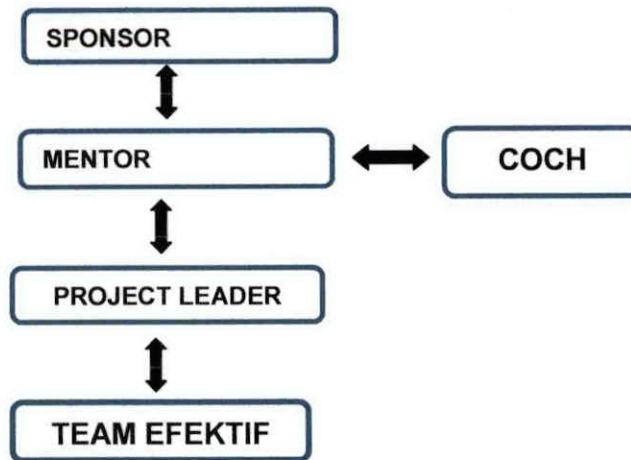 SPONSOR
MENTOR
COCH
PROJECT LEADER
TEAM EFEKTIF